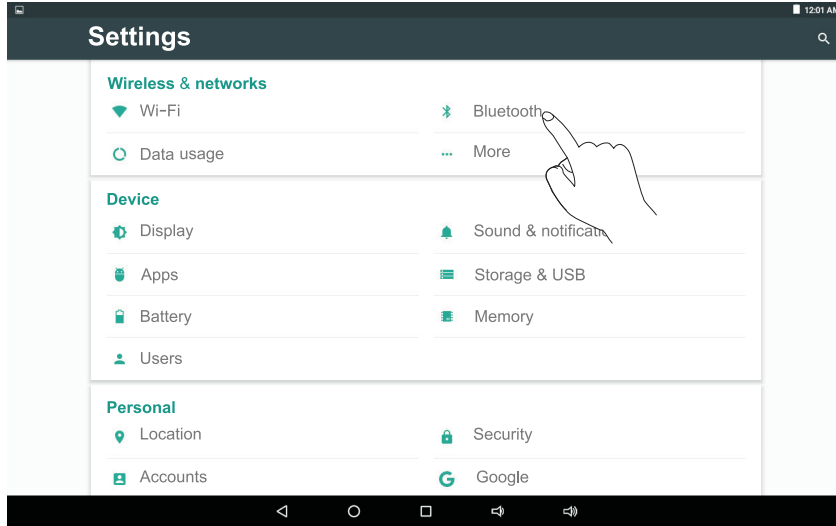 12:01 AM
Settings
Wireless & networks
Wi-Fi
Bluetooth
Data usage
More
Device
Display
Sound &
Apps
Storage & USB
Battery
Memory
Users
Personal
Location
Security
Accounts
Google